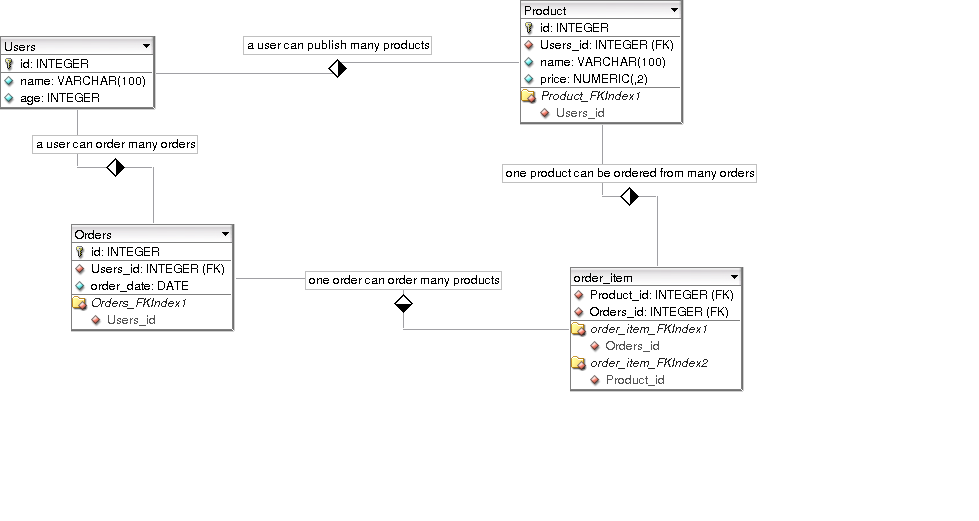 Users
id: INTEGER
name: VARCHAR(100)
age: INTEGER
a user can publish many products
Product
id: INTEGER
Users_id: INTEGER (FK)
name: VARCHAR(100)
price: NUMERIC(,2)
Product_FKIndex1
Users_id
a user can order many orders
one product can be ordered from many orders
Orders
id: INTEGER
Users_id: INTEGER (FK)
order_date: DATE
Orders_FKIndex1
Users_id
one order can order many products
order_item
Product_id: INTEGER (FK)
Orders_id: INTEGER (FK)
order_item_FKIndex1
Orders_id
order_item_FKIndex2
Product_id